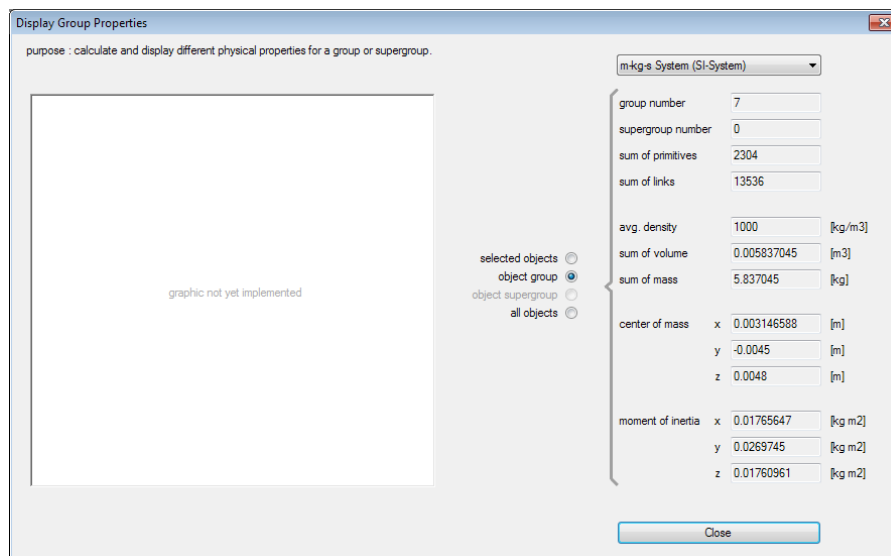 Display Group Properties
purpose : calculate and display different physical properties for a group or supergroup.
m-kg-s System (SI-System)
graphic not yet implemented
selected objects
object group
object supergroup
all objects
group number 7
supergroup number 0
sum of primitives 2304
sum of links 13536
avg. density 1000 [kg/m3]
sum of volume 0.005837045 [m3]
sum of mass 5.837045 [kg]
center of mass x 0.003146588 [m]
y -0.0045 [m]
z 0.0048 [m]
moment of inertia x 0.01765647 [kg m2]
y 0.0269745 [kg m2]
z 0.01760961 [kg m2]
Close